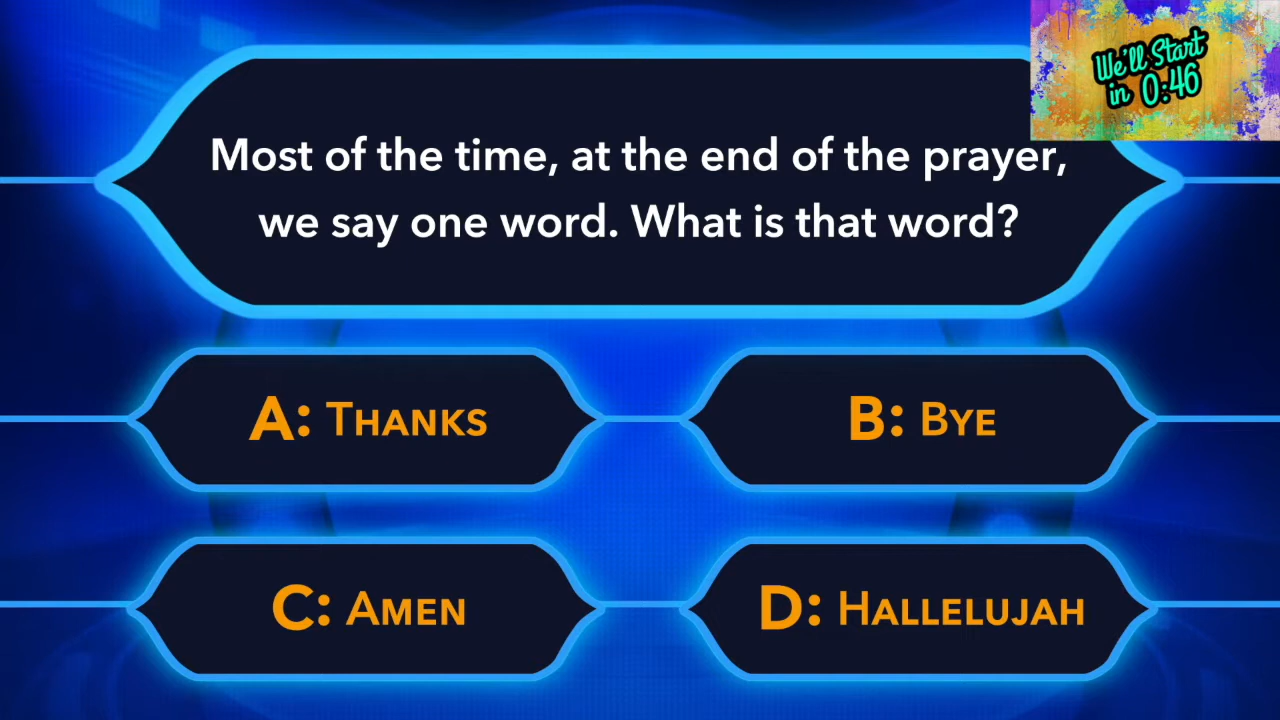 We'll Start
in 0:46
Most of the time, at the end of the prayer,
we say one word. What is that word?
A: Thanks
B: Bye
C: Amen
D: Hallelujah